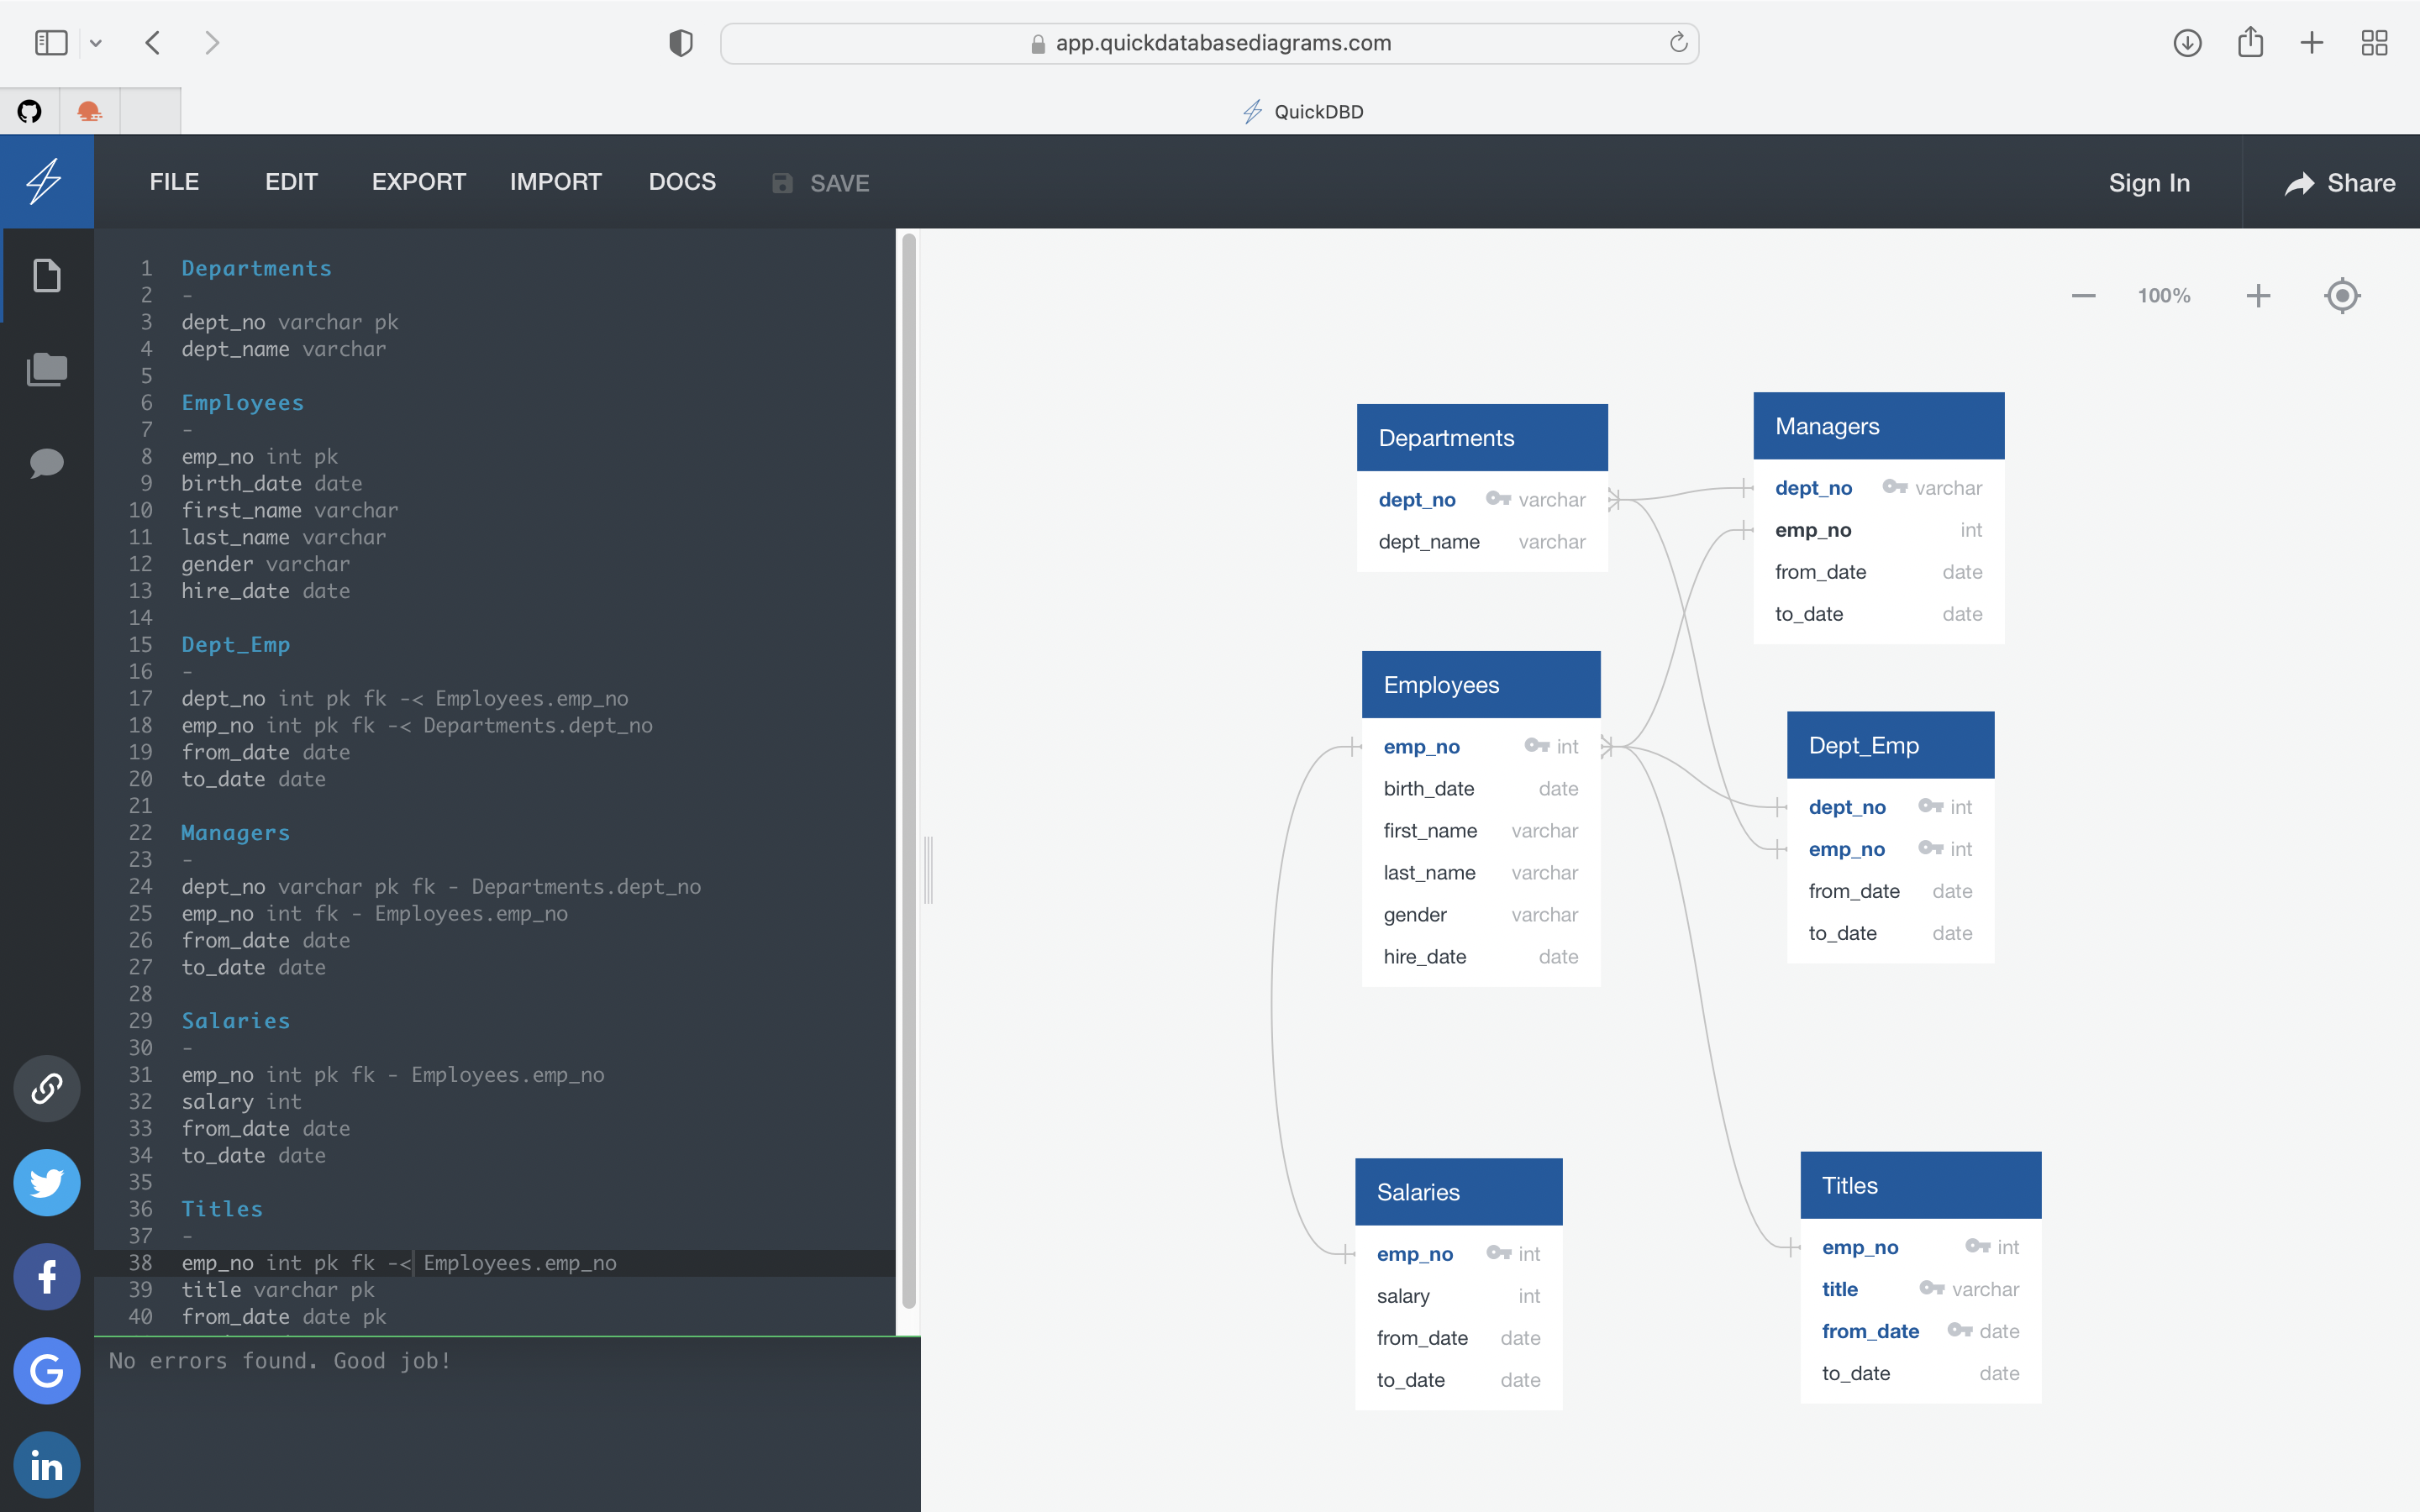 app.quickdatabasediagrams.com
QuickDBD
FILE EDIT EXPORT IMPORT DOCS SAVE Sign In Share
1 Departments
2 -
3 dept_no varchar pk
4 dept_name varchar
5
6 Employees
7 -
8 emp_no int pk
9 birth_date date
10 first_name varchar
11 last_name varchar
12 gender varchar
13 hire_date date
14
15 Dept_Emp
16 -
17 dept_no int pk fk -< Employees.emp_no
18 emp_no int pk fk -< Departments.dept_no
19 from_date date
20 to_date date
21
22 Managers
23 -
24 dept_no varchar pk fk - Departments.dept_no
25 emp_no int fk - Employees.emp_no
26 from_date date
27 to_date date
28
29 Salaries
30 -
31 emp_no int pk fk - Employees.emp_no
32 salary int
33 from_date date
34 to_date date
35
36 Titles
37 -
38 emp_no int pk fk -< Employees.emp_no
39 title varchar pk
40 from_date date pk
No errors found. Good job!
100%
Departments
dept_no varchar
dept_name varchar
Managers
dept_no varchar
emp_no int
from_date date
to_date date
Employees
emp_no int
birth_date date
first_name varchar
last_name varchar
gender varchar
hire_date date
Dept_Emp
dept_no int
emp_no int
from_date date
to_date date
Salaries
emp_no int
salary int
from_date date
to_date date
Titles
emp_no int
title varchar
from_date date
to_date date